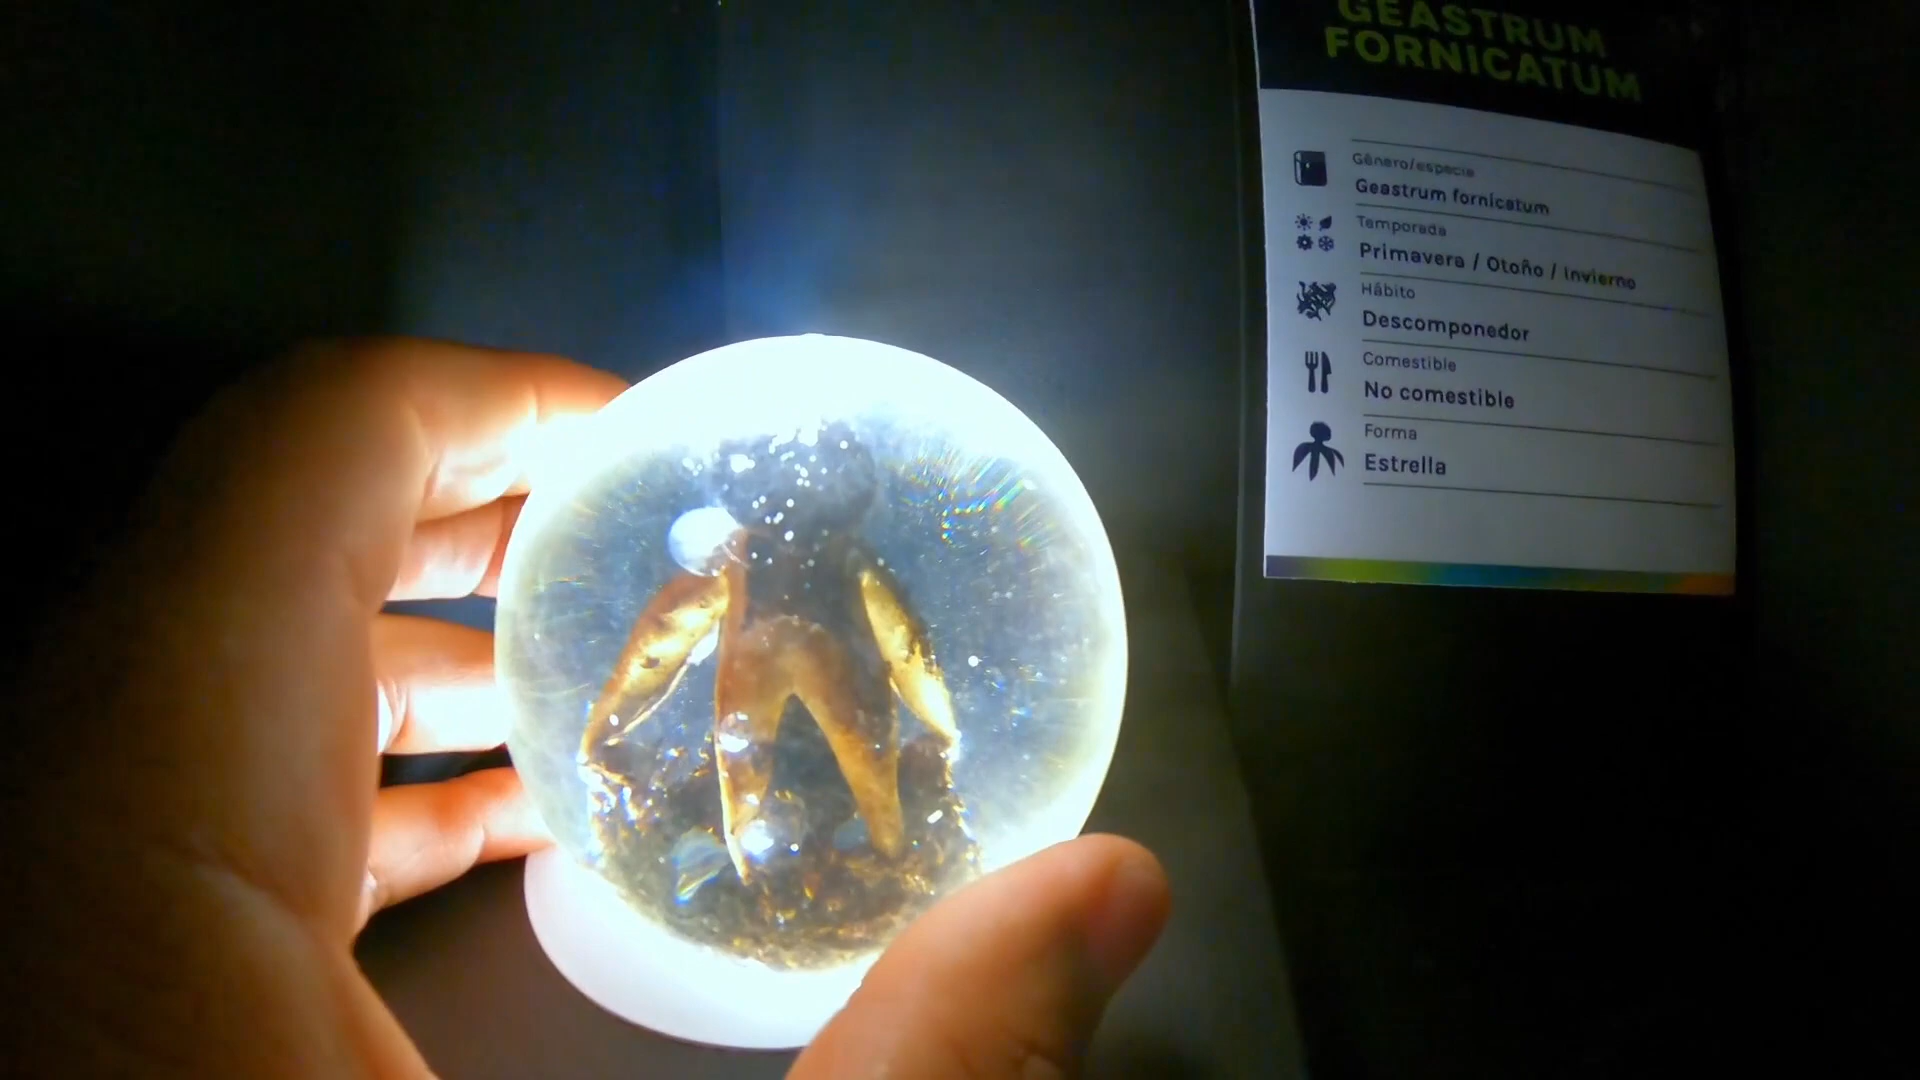 GEASTRUM
FORNICATUM
Género/especie
Geastrum fornicatum
Temporada
Primavera / Otoño / Invierno
Hábito
Descomponedor
Comestible
No comestible
Forma
Estrella